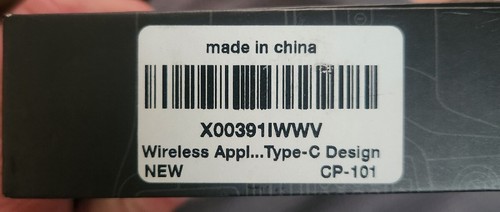 made in china
X00391IWWV
Wireless Appl...Type-C Design
NEW CP-101